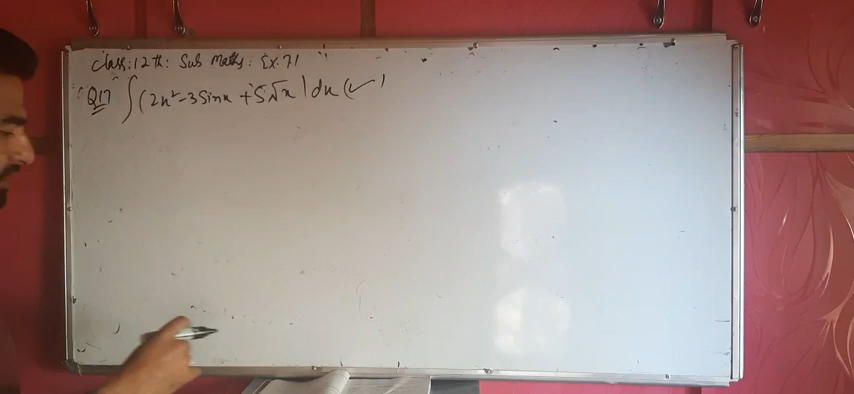 Class: 12th: Sub Maths: Ex. 7.1
Q17 ∫(2x²-3sinx +5√x) dx (✓)